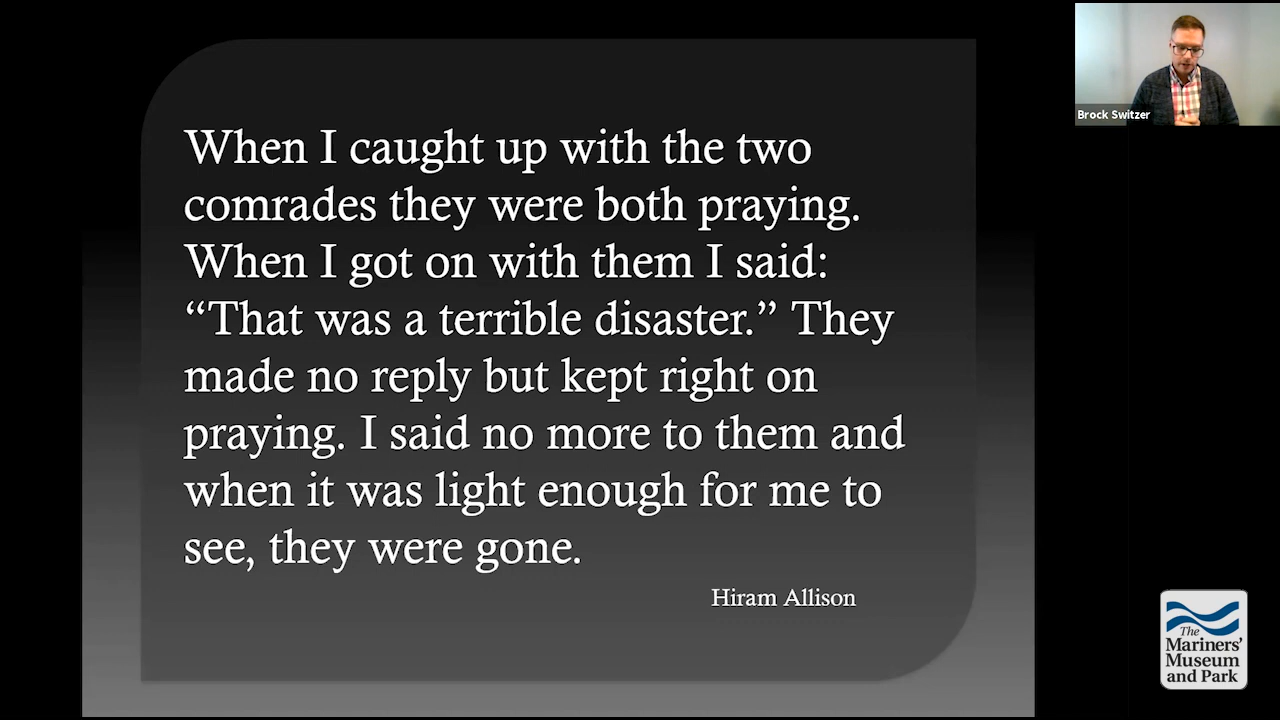 When I caught up with the two
comrades they were both praying.
When I got on with them I said:
“That was a terrible disaster.” They
made no reply but kept right on
praying. I said no more to them and
when it was light enough for me to
see, they were gone.
Hiram Allison
Brock Switzer
The
Mariners’
Museum
and Park